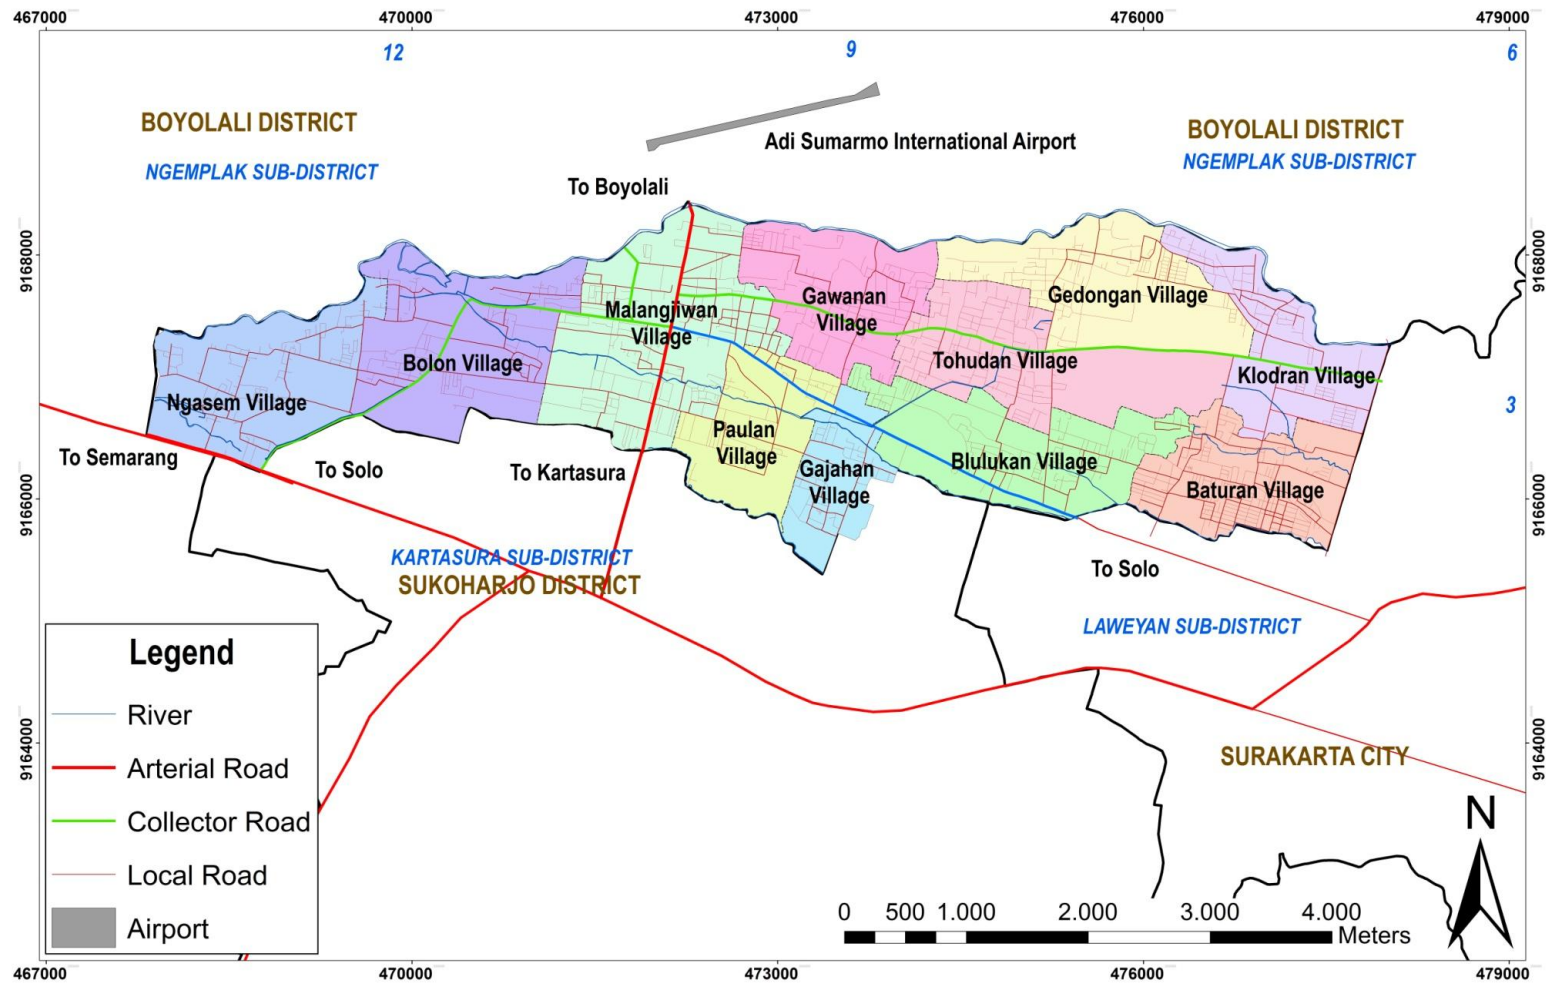 467000 470000 473000 476000 479000
12 9 6
BOYOLALI DISTRICT
NGEMPLAK SUB-DISTRICT
Adi Sumarmo International Airport
BOYOLALI DISTRICT
NGEMPLAK SUB-DISTRICT
To Boyolali
9168000
9168000
Malangjiwan
Village
Gawanan
Village
Gedongan Village
Bolon Village
Tohudan Village
Klodran Village
Ngasem Village
3
Paulan
Village
To Semarang
To Solo
To Kartasura
Gajahan
Village
Blulukan Village
Baturan Village
9166000
9166000
KARTASURA SUB-DISTRICT
SUKOHARJO DISTRICT
To Solo
LAWEYAN SUB-DISTRICT
SURAKARTA CITY
9164000
9164000
Legend
River
Arterial Road
Collector Road
Local Road
Airport
N
0 500 1.000 2.000 3.000 4.000
Meters
467000 470000 473000 476000 479000